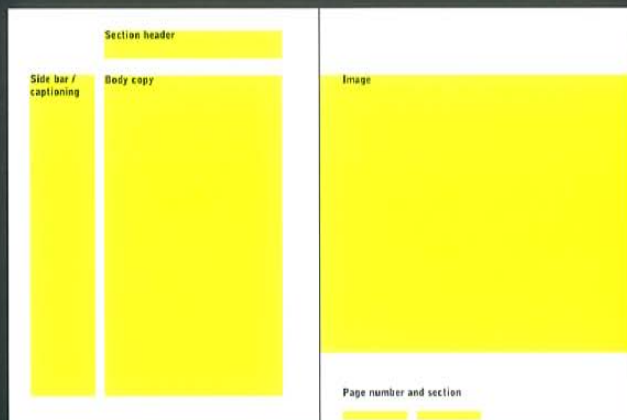 Section header
Side bar /
captioning
Body copy
Image
Page number and section